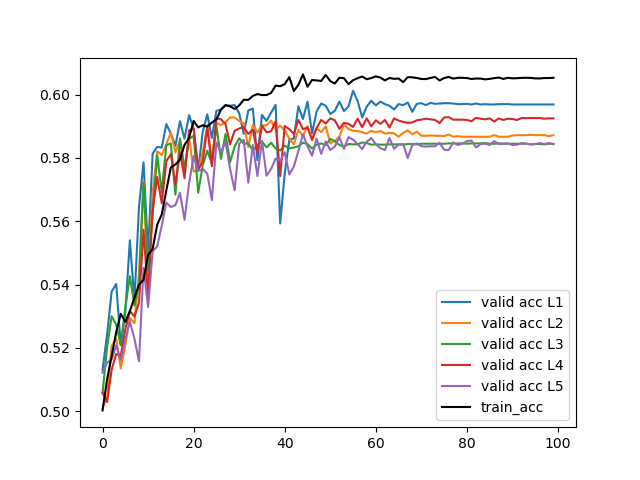 0.60
0.58
0.56
0.54
0.52
0.50
0
20
40
60
80
100
valid acc L1
valid acc L2
valid acc L3
valid acc L4
valid acc L5
train_acc